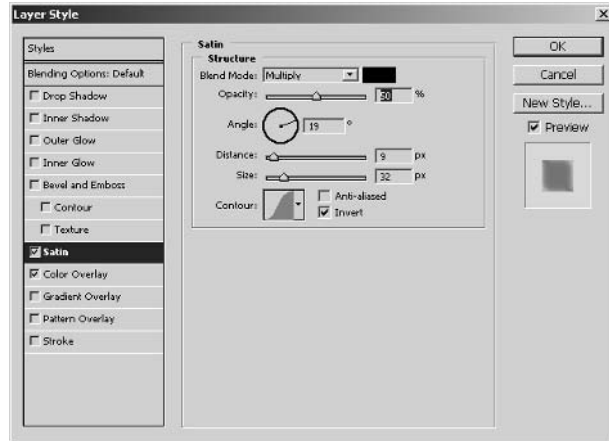 Layer Style
Styles
Blending Options: Default
Drop Shadow
Inner Shadow
Outer Glow
Inner Glow
Bevel and Emboss
Contour
Texture
Satin
Color Overlay
Gradient Overlay
Pattern Overlay
Stroke
Satin
Structure
Blend Mode: Multiply
Opacity: 50 %
Angle: 19 °
Distance: 9 px
Size: 32 px
Contour:
Anti-aliased
Invert
OK
Cancel
New Style...
Preview